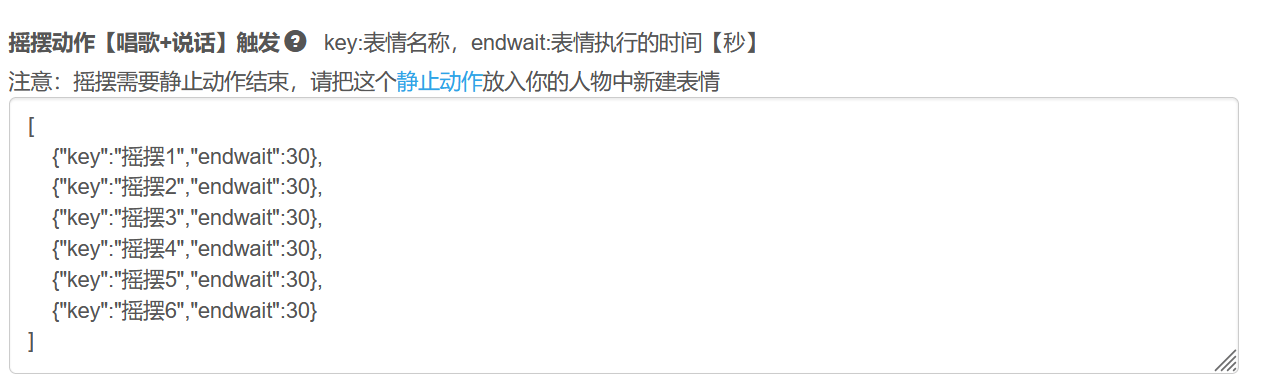 摇摆动作【唱歌+说话】触发 ? key:表情名称，endwait:表情执行的时间【秒】
注意：摇摆需要静止动作结束，请把这个静止动作放入你的人物中新建表情
[
{"key":"摇摆1","endwait":30},
{"key":"摇摆2","endwait":30},
{"key":"摇摆3","endwait":30},
{"key":"摇摆4","endwait":30},
{"key":"摇摆5","endwait":30},
{"key":"摇摆6","endwait":30}
]